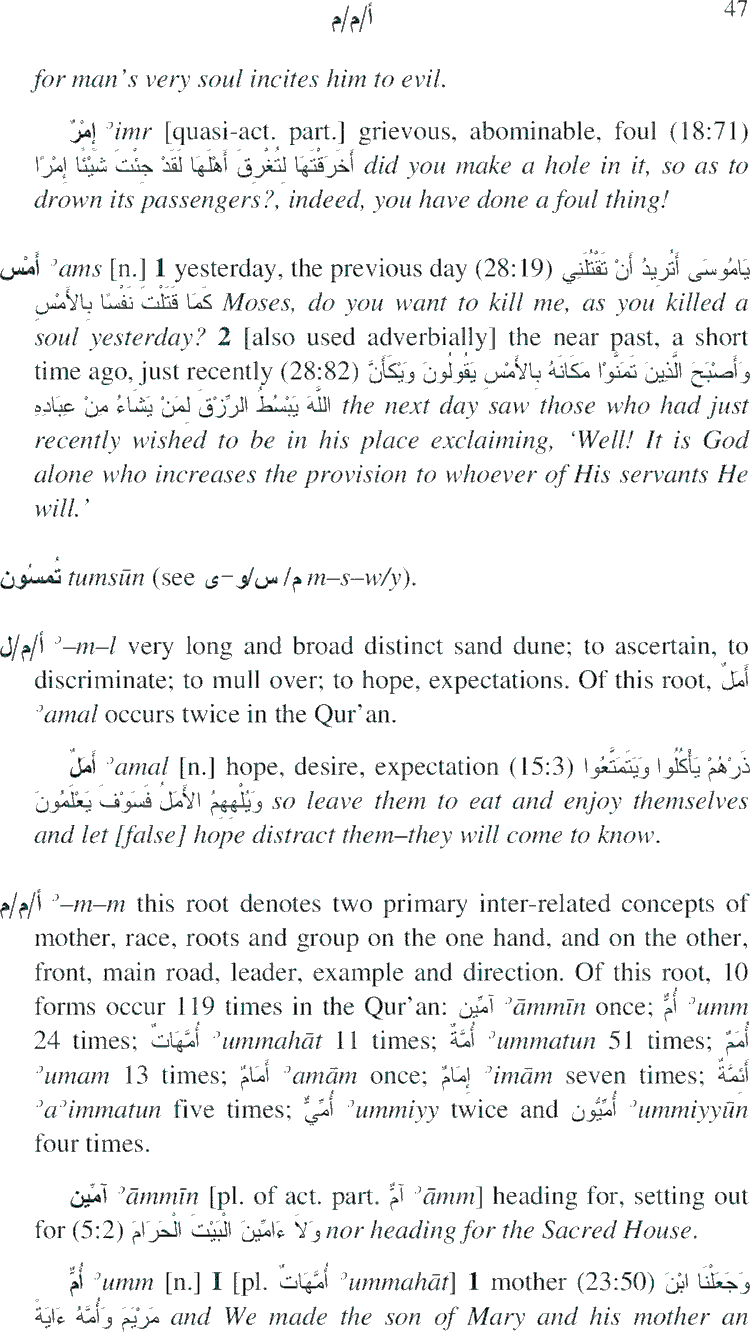 أ/م/م 47
for man's very soul incites him to evil.
إِمْرٌ ʾimr [quasi-act. part.] grievous, abominable, foul (18:71)
أَخَرَقْتَهَا لِتُغْرِقَ أَهْلَهَا لَقَدْ جِئْتَ شَيْئًا إِمْرًا did you make a hole in it, so as to
drown its passengers?, indeed, you have done a foul thing!
أَمْس ʾams [n.] 1 yesterday, the previous day (28:19) يَامُوسَى أَتُرِيدُ أَنْ تَقْتُلَنِي
كَمَا قَتَلْتَ نَفْسًا بِالأَمْسِ Moses, do you want to kill me, as you killed a
soul yesterday? 2 [also used adverbially] the near past, a short
time ago, just recently (28:82) وَأَصْبَحَ الَّذِينَ تَمَنَّوْا مَكَانَهُ بِالأَمْسِ يَقُولُونَ وَيْكَأَنَّ
اللَّهَ يَبْسُطُ الرِّزْقَ لِمَنْ يَشَاءُ مِنْ عِبَادِهِ the next day saw those who had just
recently wished to be in his place exclaiming, ‘Well! It is God
alone who increases the provision to whoever of His servants He
will.’
تُمسُون tumsūn (see م/س/و–ى m–s–w/y).
أ/م/ل ʾ–m–l very long and broad distinct sand dune; to ascertain, to
discriminate; to mull over; to hope, expectations. Of this root, أَمَلٌ
ʾamal occurs twice in the Qur'an.
أَمَلٌ ʾamal [n.] hope, desire, expectation (15:3) ذَرْهُمْ يَأْكُلُوا وَيَتَمَتَّعُوا
وَيُلْهِهِمُ الأَمَلُ فَسَوْفَ يَعْلَمُونَ so leave them to eat and enjoy themselves
and let [false] hope distract them–they will come to know.
أ/م/م ʾ–m–m this root denotes two primary inter-related concepts of
mother, race, roots and group on the one hand, and on the other,
front, main road, leader, example and direction. Of this root, 10
forms occur 119 times in the Qur'an: آمِّين ʾāmmīn once; أُمٌّ ʾumm
24 times; أُمَّهَاتٌ ʾummahāt 11 times; أُمَّةٌ ʾummatun 51 times; أُمَمٌ
ʾumam 13 times; أَمَامٌ ʾamām once; إِمَامٌ ʾimām seven times; أَئِمَّةٌ
ʾaʾimmatun five times; أُمِّيٌّ ʾummiyy twice and أُمِّيُّون ʾummiyyūn
four times.
آمِّين ʾāmmīn [pl. of act. part. آمٌّ ʾāmm] heading for, setting out
for (5:2) وَلاَ ءَامِّينَ الْبَيْتَ الْحَرَامَ nor heading for the Sacred House.
أُمٌّ ʾumm [n.] I [pl. أُمَّهَاتٌ ʾummahāt] 1 mother (23:50) وَجَعَلْنَا ابْنَ
مَرْيَمَ وَأُمَّهُ ءَايَةً and We made the son of Mary and his mother an